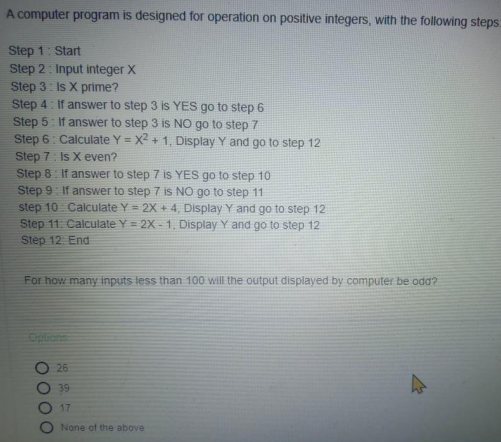 A computer program is designed for operation on positive integers, with the following steps:
Step 1 : Start
Step 2 : Input integer X
Step 3 : Is X prime?
Step 4 : If answer to step 3 is YES go to step 6
Step 5 : If answer to step 3 is NO go to step 7
Step 6 : Calculate Y = X² + 1, Display Y and go to step 12
Step 7 : Is X even?
Step 8 : If answer to step 7 is YES go to step 10
Step 9 : If answer to step 7 is NO go to step 11
step 10 : Calculate Y = 2X + 4, Display Y and go to step 12
Step 11: Calculate Y = 2X - 1, Display Y and go to step 12
Step 12: End
For how many inputs less than 100 will the output displayed by computer be odd?
Options
26
39
17
None of the above